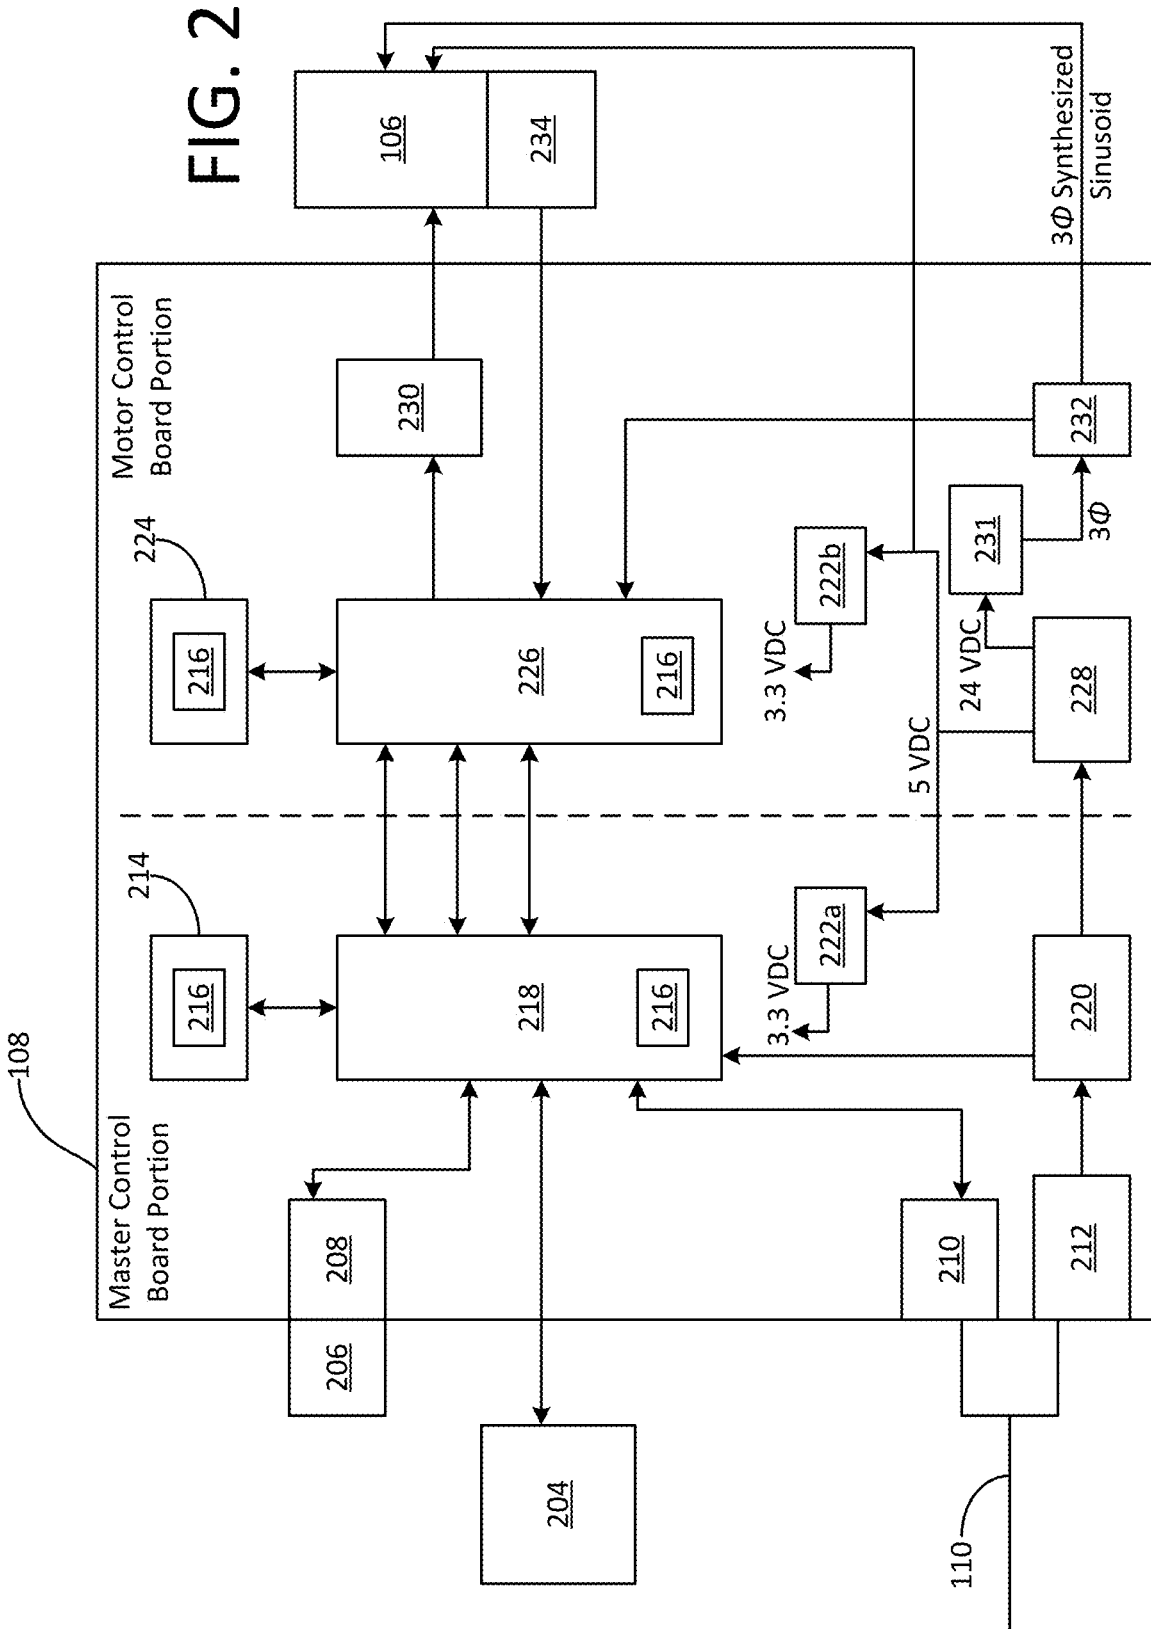 FIG. 2
108
Master Control
Board Portion
Motor Control
Board Portion
214
224
216
216
206
208
230
106
204
218
226
234
216
216
3.3 VDC
222a
3.3 VDC
222b
5 VDC
24 VDC
231
110
210
212
220
228
3Φ
232
3Φ Synthesized
Sinusoid